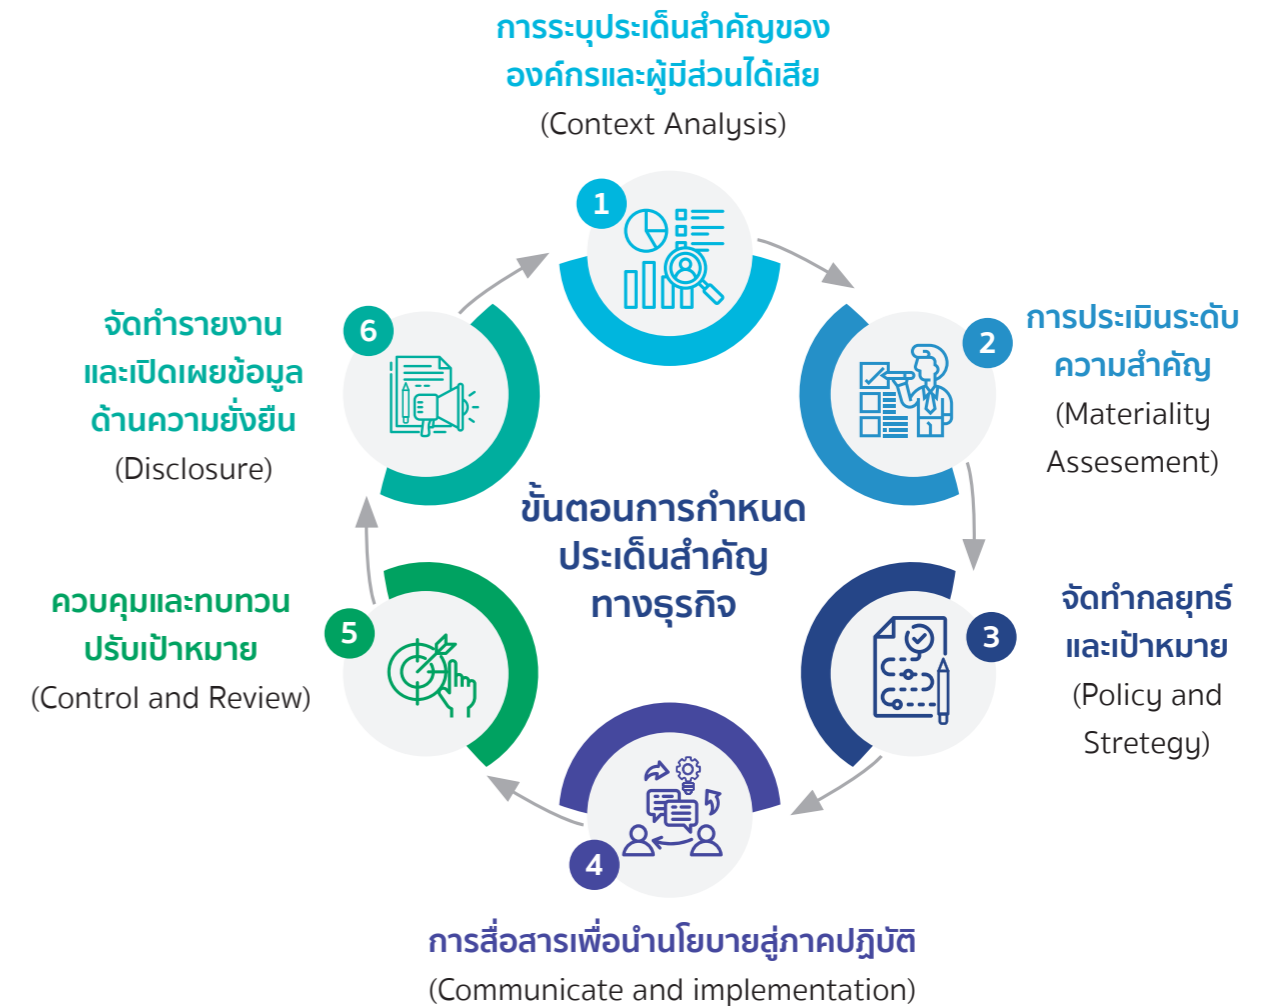 การระบุประเด็นสำคัญของ
องค์กรและผู้มีส่วนได้เสีย
(Context Analysis)
1
2
การประเมินระดับ
ความสำคัญ
(Materiality
Assesement)
3
จัดทำกลยุทธ์
และเป้าหมาย
(Policy and
Stretegy)
4
การสื่อสารเพื่อนำนโยบายสู่ภาคปฏิบัติ
(Communicate and implementation)
5
ควบคุมและทบทวน
ปรับเป้าหมาย
(Control and Review)
6
จัดทำรายงาน
และเปิดเผยข้อมูล
ด้านความยั่งยืน
(Disclosure)
ขั้นตอนการกำหนด
ประเด็นสำคัญ
ทางธุรกิจ